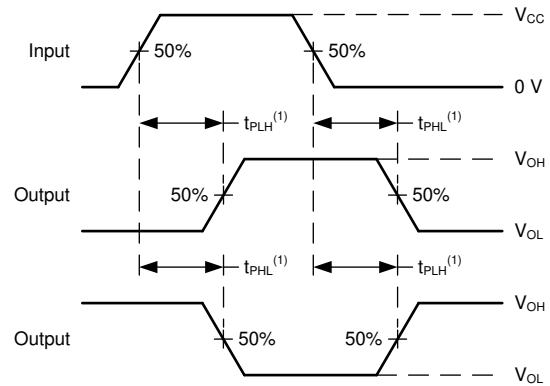 V_CC
Input 50% 50%
0 V
t_PLH^(1) t_PHL^(1)
V_OH
Output 50% 50%
V_OL
t_PHL^(1) t_PLH^(1)
V_OH
Output 50% 50%
V_OL